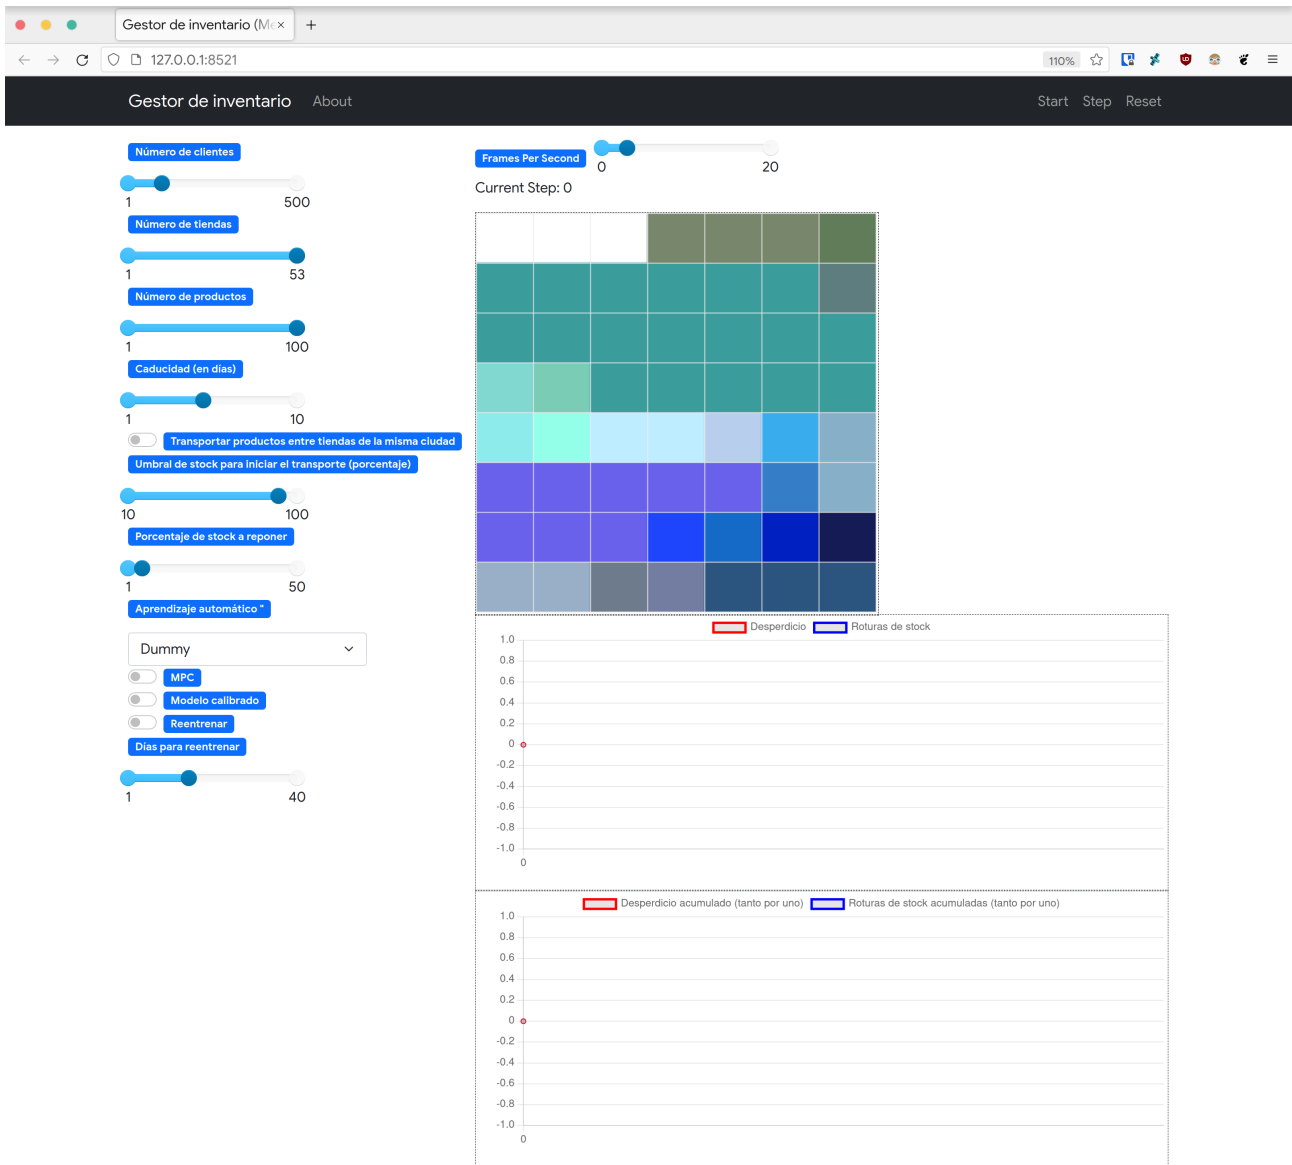 Gestor de inventario (Me ×
+
127.0.0.1:8521
110%
Gestor de inventario About Start Step Reset
Número de clientes
1 500
Número de tiendas
1 53
Número de productos
1 100
Caducidad (en días)
1 10
Transportar productos entre tiendas de la misma ciudad
Umbral de stock para iniciar el transporte (porcentaje)
10 100
Porcentaje de stock a reponer
1 50
Aprendizaje automático "
Dummy
MPC
Modelo calibrado
Reentrenar
Días para reentrenar
1 40
Frames Per Second
0 20
Current Step: 0
Desperdicio Roturas de stock
1.0
0.8
0.6
0.4
0.2
0
-0.2
-0.4
-0.6
-0.8
-1.0
0
Desperdicio acumulado (tanto por uno) Roturas de stock acumuladas (tanto por uno)
1.0
0.8
0.6
0.4
0.2
0
-0.2
-0.4
-0.6
-0.8
-1.0
0